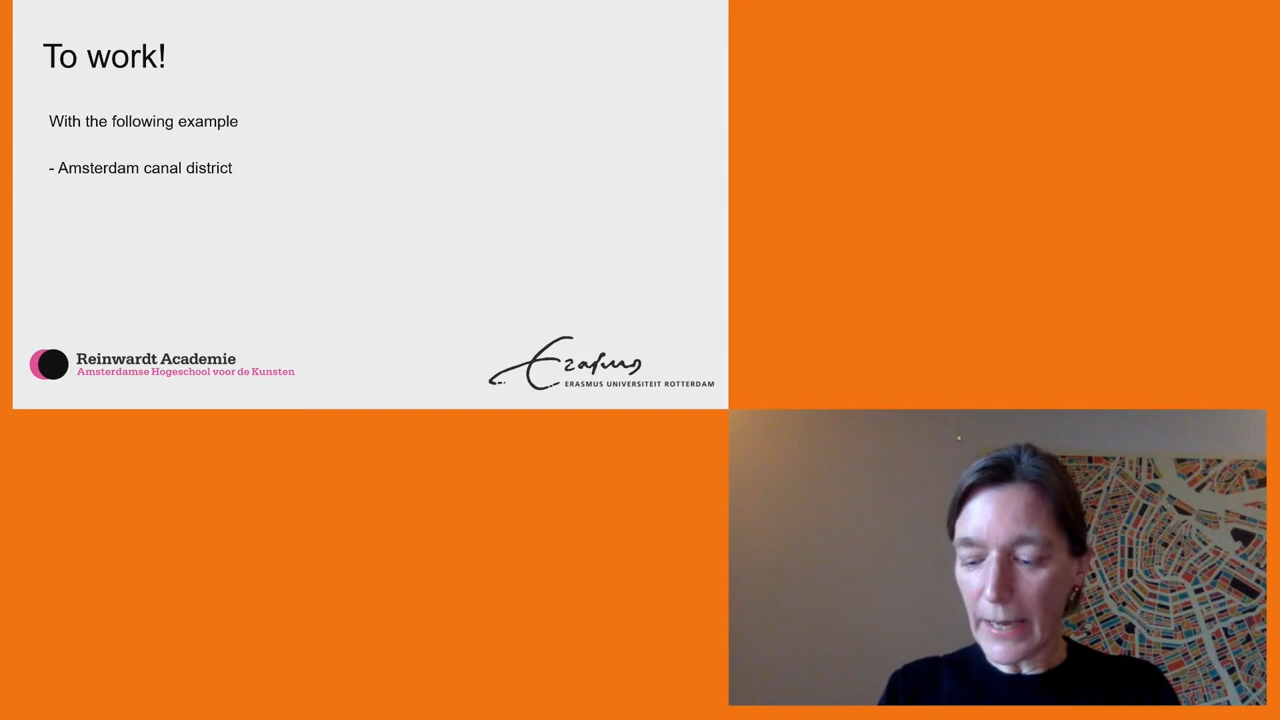 To work!
With the following example
- Amsterdam canal district
Reinwardt Academie
Amsterdamse Hogeschool voor de Kunsten
Erasmus
ERASMUS UNIVERSITEIT ROTTERDAM